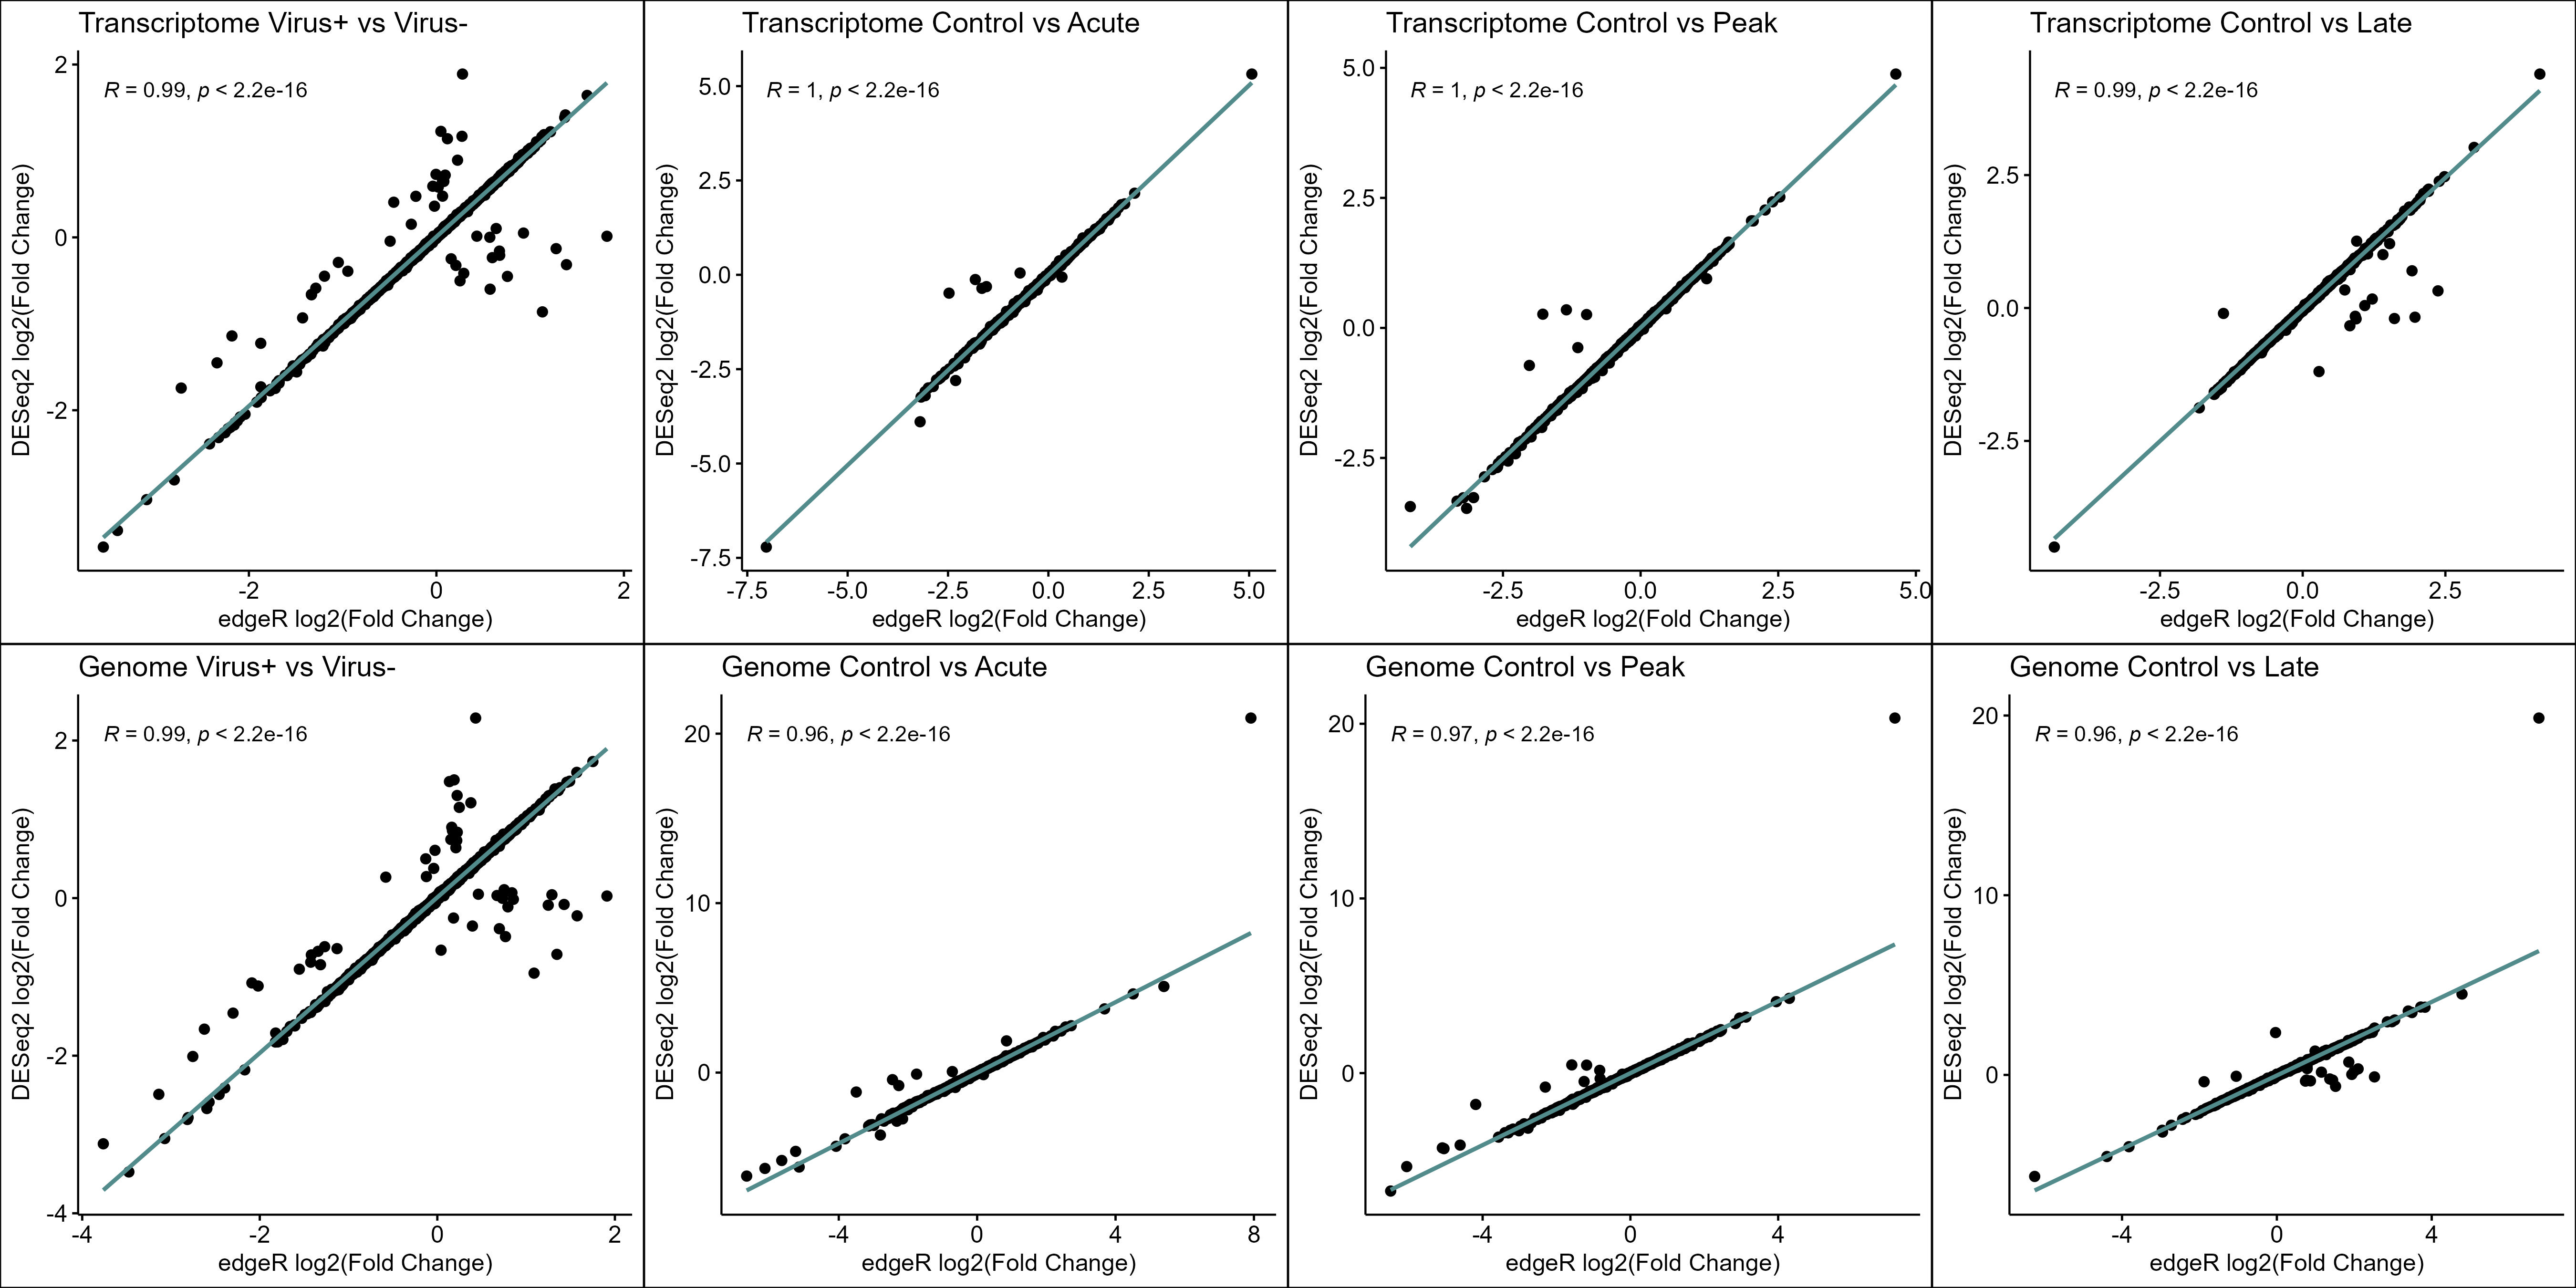 Transcriptome Virus+ vs Virus-
R = 0.99, p < 2.2e-16
DESeq2 log2(Fold Change)
2
0
-2
-2 0 2
edgeR log2(Fold Change)
Transcriptome Control vs Acute
R = 1, p < 2.2e-16
DESeq2 log2(Fold Change)
5.0
2.5
0.0
-2.5
-5.0
-7.5
-7.5 -5.0 -2.5 0.0 2.5 5.0
edgeR log2(Fold Change)
Transcriptome Control vs Peak
R = 1, p < 2.2e-16
DESeq2 log2(Fold Change)
5.0
2.5
0.0
-2.5
-2.5 0.0 2.5 5.0
edgeR log2(Fold Change)
Transcriptome Control vs Late
R = 0.99, p < 2.2e-16
DESeq2 log2(Fold Change)
2.5
0.0
-2.5
-2.5 0.0 2.5
edgeR log2(Fold Change)
Genome Virus+ vs Virus-
R = 0.99, p < 2.2e-16
DESeq2 log2(Fold Change)
2
0
-2
-4
-4 -2 0 2
edgeR log2(Fold Change)
Genome Control vs Acute
R = 0.96, p < 2.2e-16
DESeq2 log2(Fold Change)
20
10
0
-4 0 4 8
edgeR log2(Fold Change)
Genome Control vs Peak
R = 0.97, p < 2.2e-16
DESeq2 log2(Fold Change)
20
10
0
-4 0 4
edgeR log2(Fold Change)
Genome Control vs Late
R = 0.96, p < 2.2e-16
DESeq2 log2(Fold Change)
20
10
0
-4 0 4
edgeR log2(Fold Change)